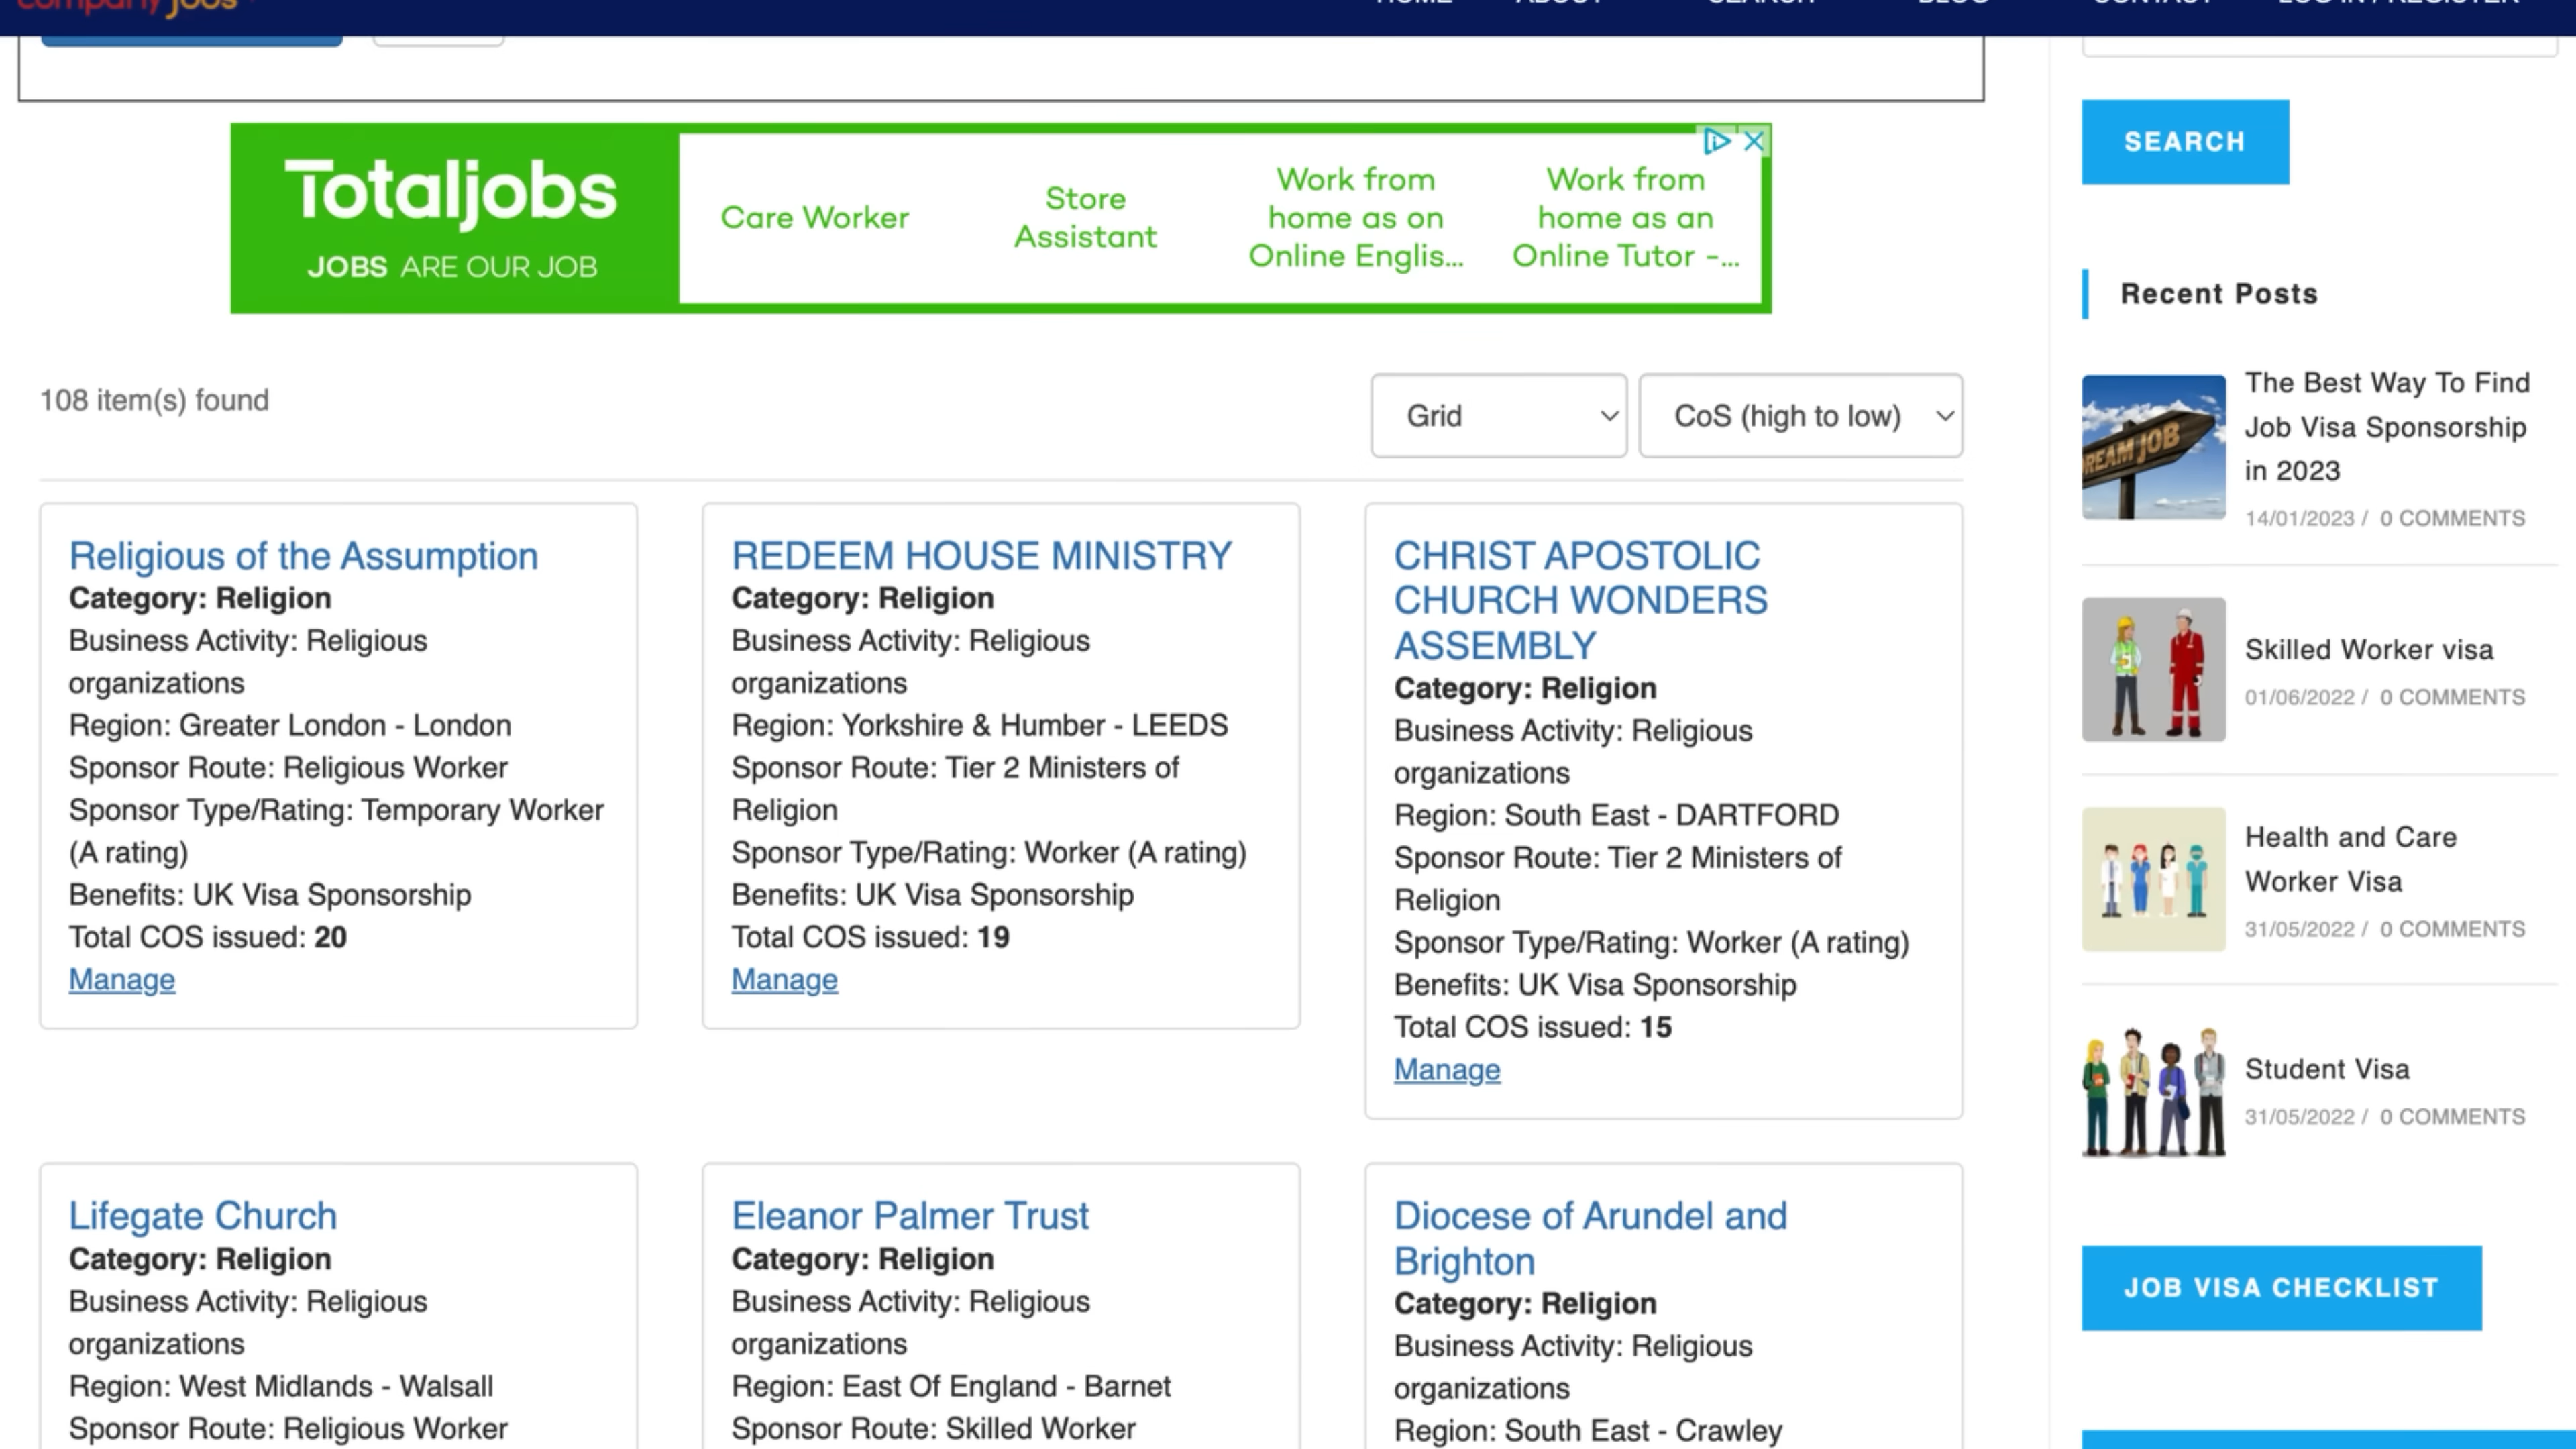 company jobs
HOME ABOUT SEARCH BLOG CONTACT LOG IN / REGISTER
Totaljobs
JOBS ARE OUR JOB
Care Worker
Store
Assistant
Work from
home as on
Online Englis...
Work from
home as an
Online Tutor -...
108 item(s) found
Grid
CoS (high to low)
Religious of the Assumption
Category: Religion
Business Activity: Religious
organizations
Region: Greater London - London
Sponsor Route: Religious Worker
Sponsor Type/Rating: Temporary Worker
(A rating)
Benefits: UK Visa Sponsorship
Total COS issued: 20
Manage
REDEEM HOUSE MINISTRY
Category: Religion
Business Activity: Religious
organizations
Region: Yorkshire & Humber - LEEDS
Sponsor Route: Tier 2 Ministers of
Religion
Sponsor Type/Rating: Worker (A rating)
Benefits: UK Visa Sponsorship
Total COS issued: 19
Manage
CHRIST APOSTOLIC
CHURCH WONDERS
ASSEMBLY
Category: Religion
Business Activity: Religious
organizations
Region: South East - DARTFORD
Sponsor Route: Tier 2 Ministers of
Religion
Sponsor Type/Rating: Worker (A rating)
Benefits: UK Visa Sponsorship
Total COS issued: 15
Manage
Lifegate Church
Category: Religion
Business Activity: Religious
organizations
Region: West Midlands - Walsall
Sponsor Route: Religious Worker
Eleanor Palmer Trust
Category: Religion
Business Activity: Religious
organizations
Region: East Of England - Barnet
Sponsor Route: Skilled Worker
Diocese of Arundel and
Brighton
Category: Religion
Business Activity: Religious
organizations
Region: South East - Crawley
SEARCH
Recent Posts
REAM JOB
The Best Way To Find
Job Visa Sponsorship
in 2023
14/01/2023 / 0 COMMENTS
Skilled Worker visa
01/06/2022 / 0 COMMENTS
Health and Care
Worker Visa
31/05/2022 / 0 COMMENTS
Student Visa
31/05/2022 / 0 COMMENTS
JOB VISA CHECKLIST